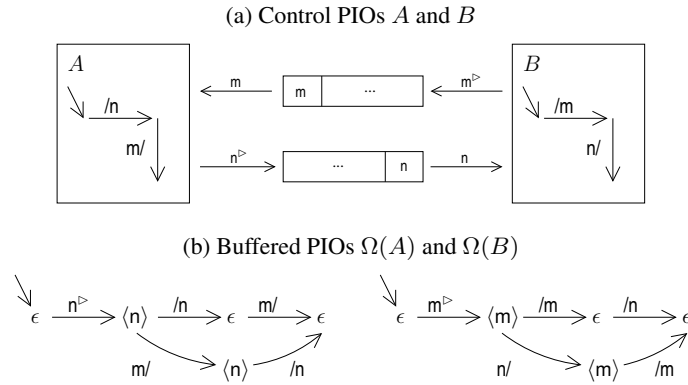 (a) Control PIOs A and B
A
/n
m/
m
m
...
m▷
n▷
...
n
n
B
/m
n/
(b) Buffered PIOs Ω(A) and Ω(B)
ϵ n▷ ⟨n⟩ /n ϵ m/ ϵ
m/ ⟨n⟩ /n
ϵ m▷ ⟨m⟩ /m ϵ /n ϵ
n/ ⟨m⟩ /m